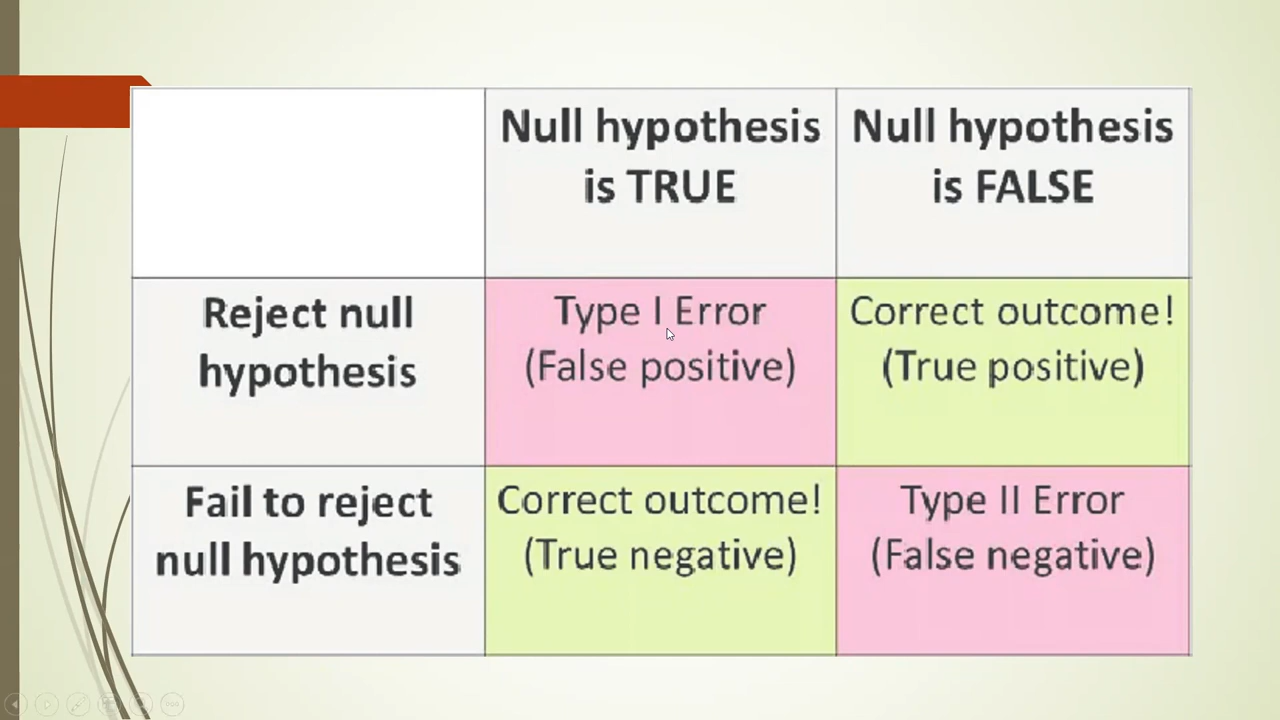 Null hypothesis
is TRUE
Null hypothesis
is FALSE
Reject null
hypothesis
Type I Error
(False positive)
Correct outcome!
(True positive)
Fail to reject
null hypothesis
Correct outcome!
(True negative)
Type II Error
(False negative)